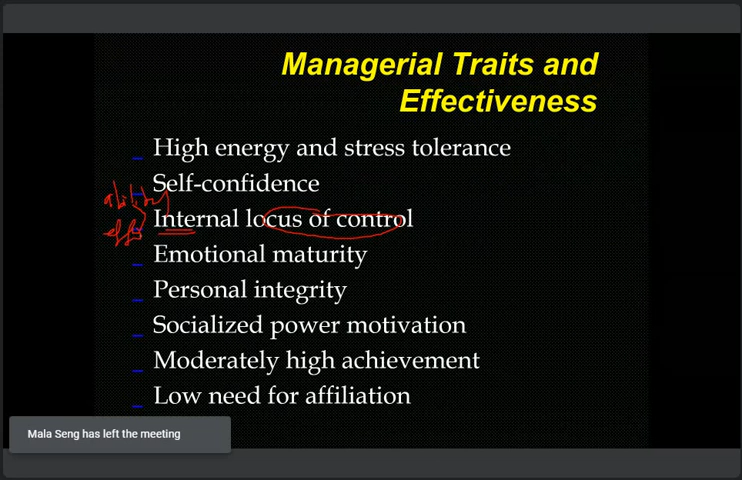 Managerial Traits and
Effectiveness
High energy and stress tolerance
Self-confidence
ability
Internal locus of control
Emotional maturity
Personal integrity
Socialized power motivation
Moderately high achievement
Low need for affiliation
Mala Seng has left the meeting